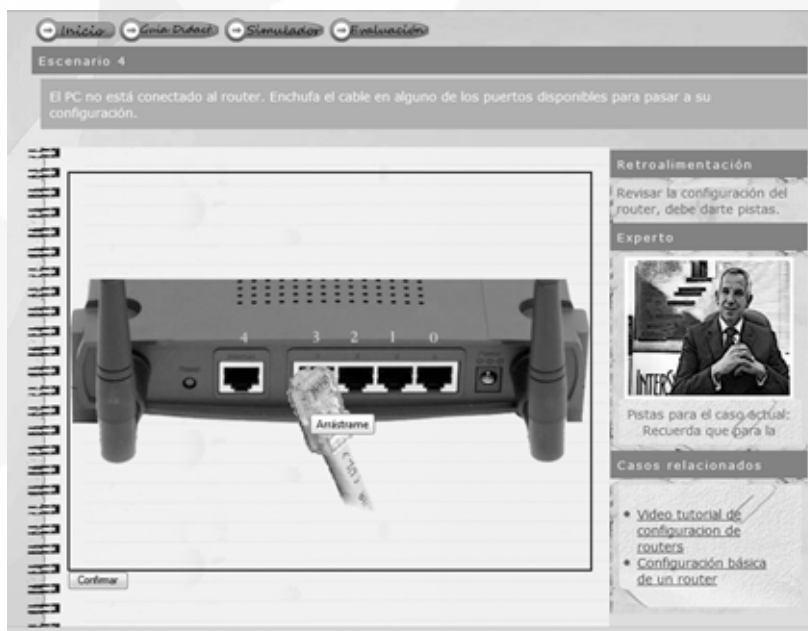 Inicio
Guía Didact
Simulador
Evaluación
Escenario 4
El PC no está conectado al router. Enchufa el cable en alguno de los puertos disponibles para pasar a su
configuración.
Retroalimentación
Revisar la configuración del
router, debe darte pistas.
Experto
4 3 2 1 0
Arrástrame
INTERS
Pistas para el caso actual:
Recuerda que para la
Casos relacionados
Video tutorial de
configuracion de
routers
Configuración básica
de un router
Confirmar